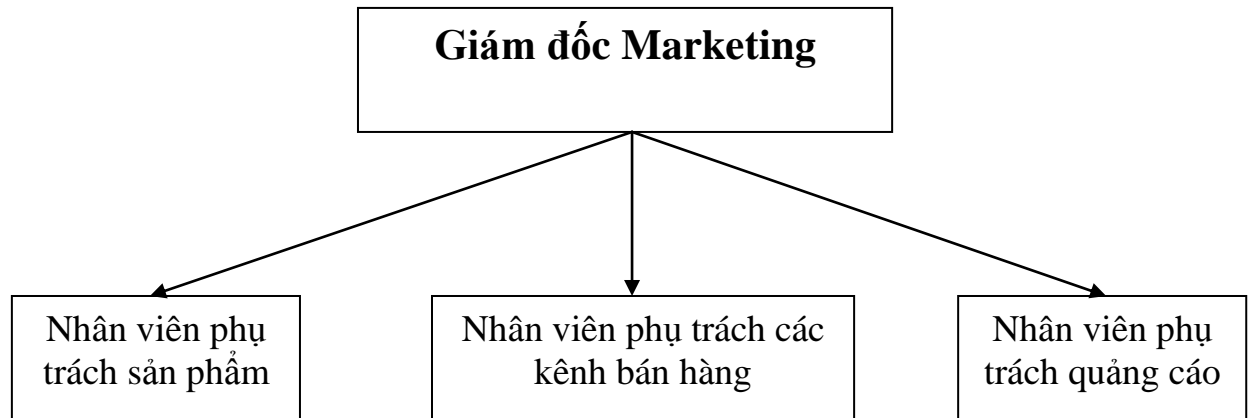 Giám đốc Marketing
Nhân viên phụ
trách sản phẩm
Nhân viên phụ trách các
kênh bán hàng
Nhân viên phụ
trách quảng cáo